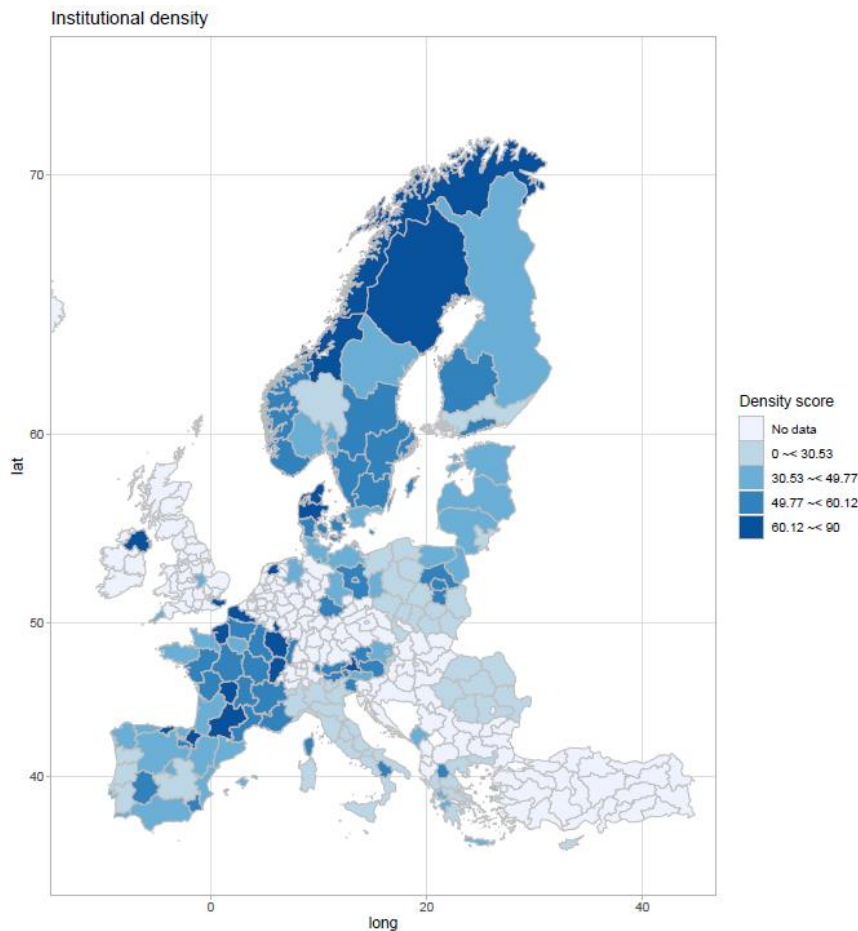 Institutional density
70
60
50
40
lat
0
20
40
long
Density score
No data
0 ~< 30.53
30.53 ~< 49.77
49.77 ~< 60.12
60.12 ~< 90